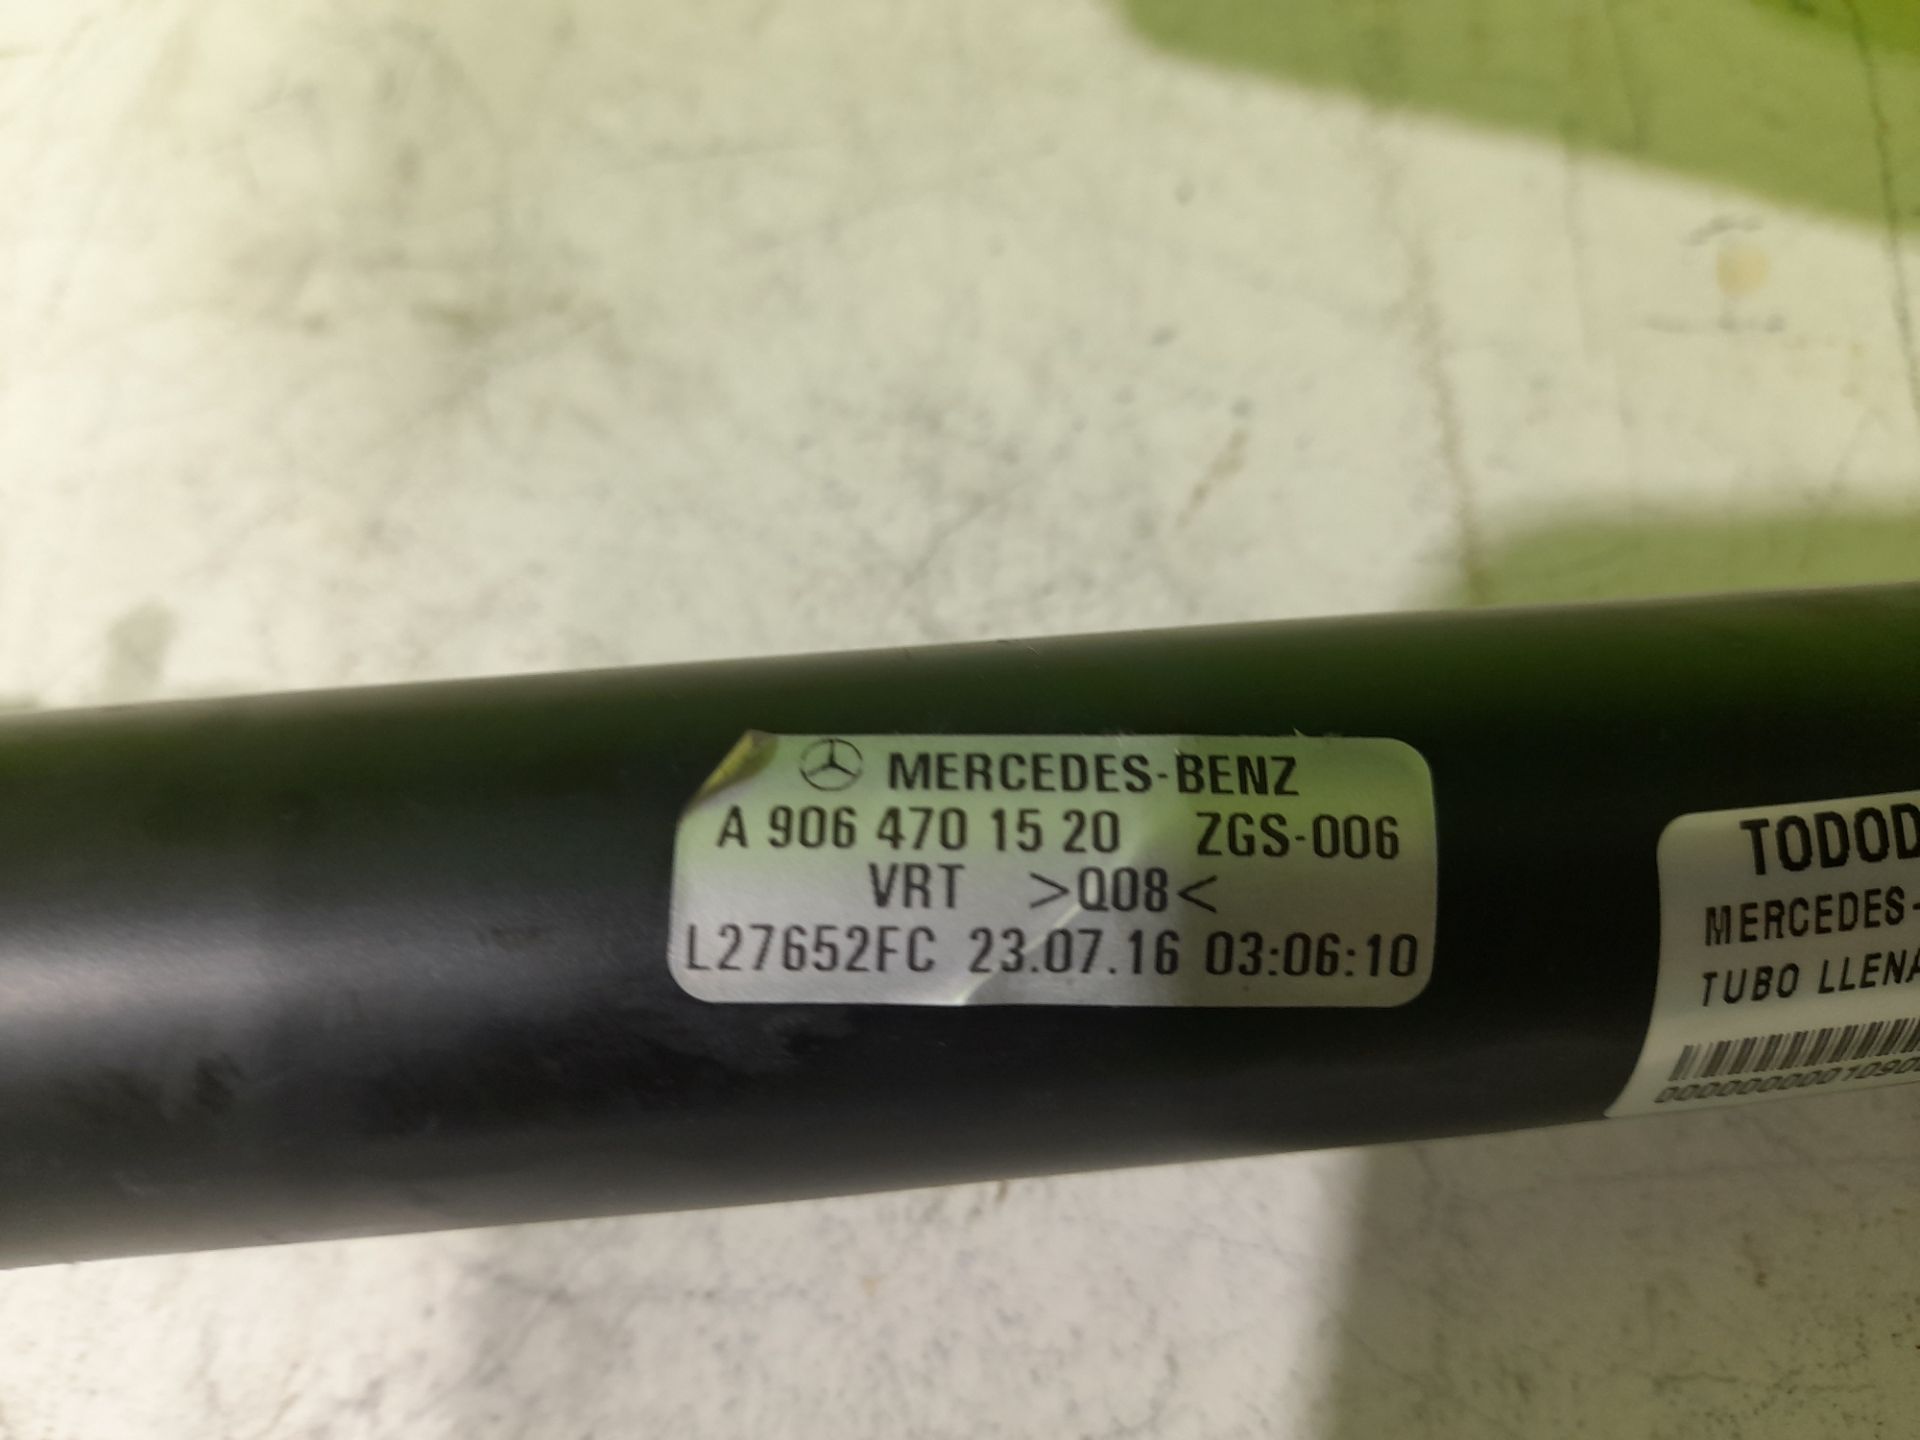 MERCEDES-BENZ
A 906 470 15 20 ZGS-006
VRT >Q08<
L27652FC 23.07.16 03:06:10
TODOD
MERCEDES-
TUBO LLENA